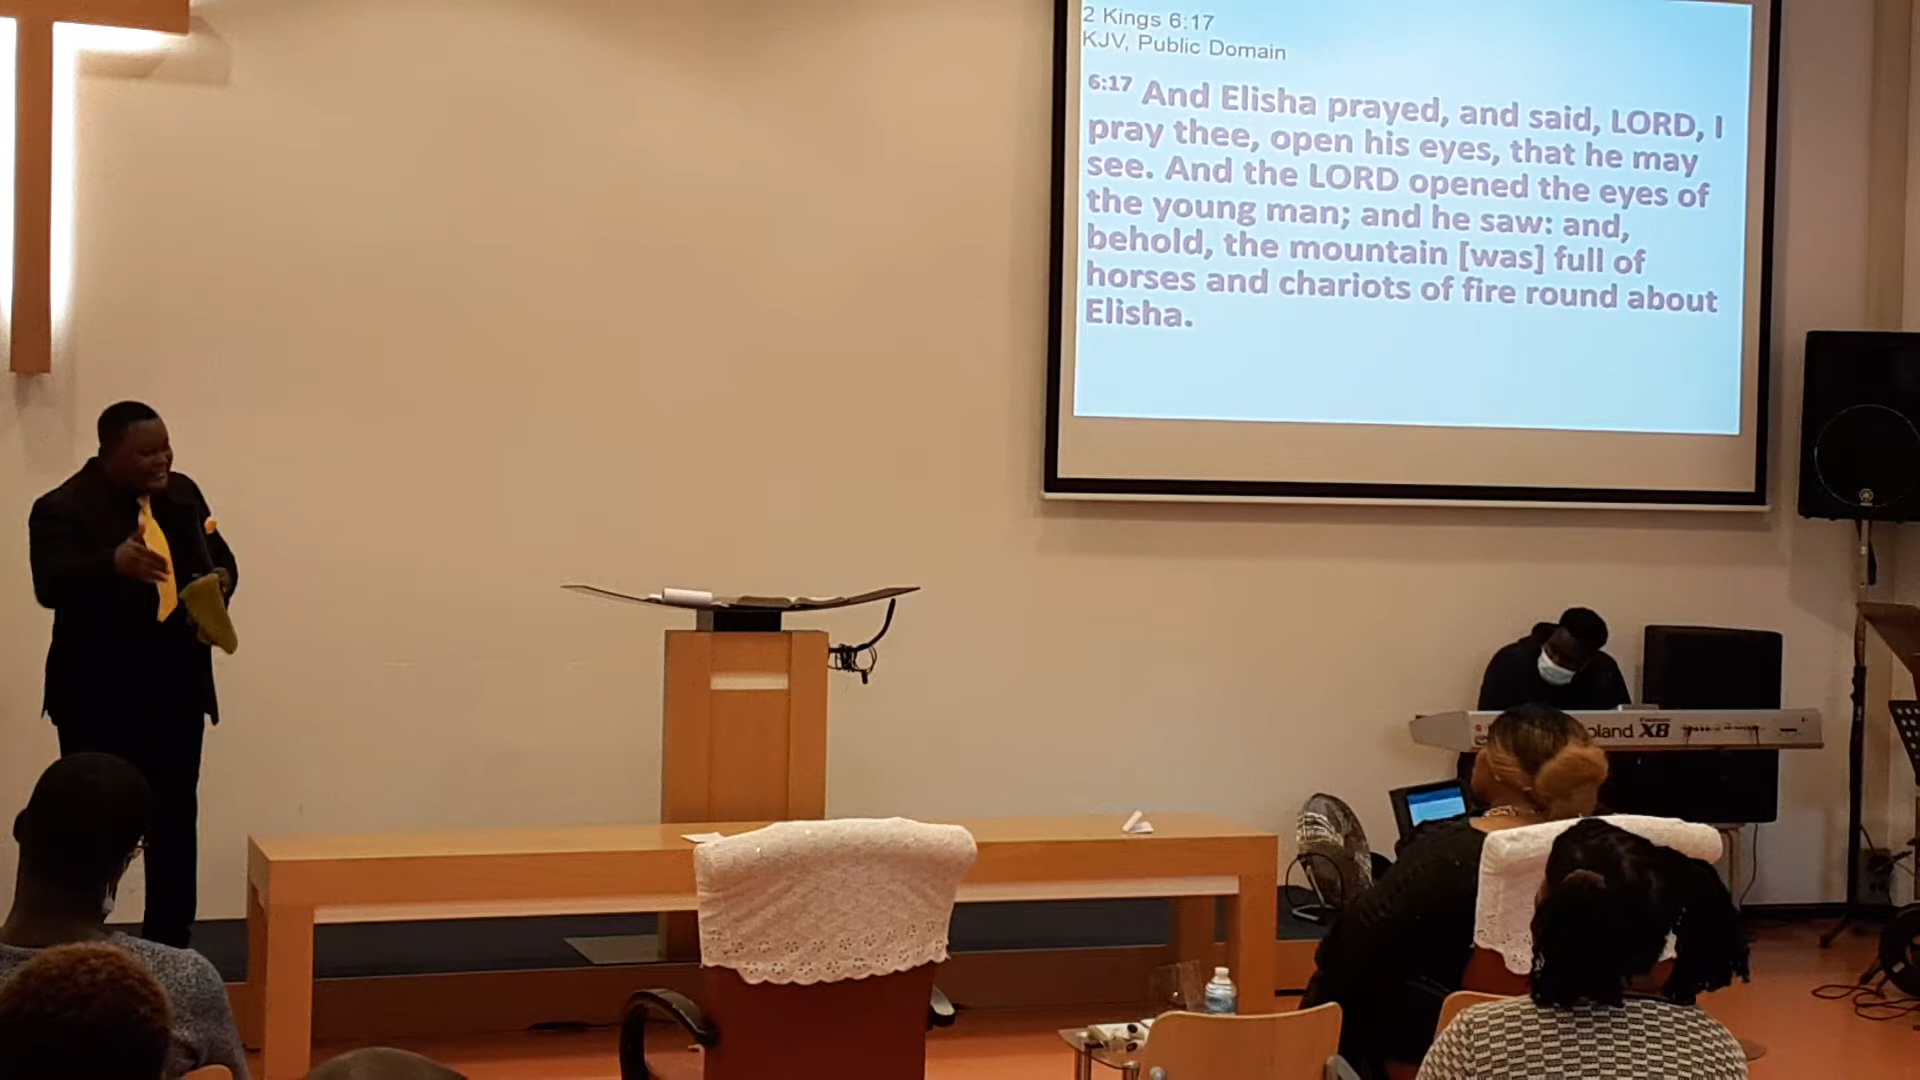 2 Kings 6:17
KJV, Public Domain
6:17 And Elisha prayed, and said, LORD, I
pray thee, open his eyes, that he may
see. And the LORD opened the eyes of
the young man; and he saw: and,
behold, the mountain [was] full of
horses and chariots of fire round about
Elisha.
oland X8